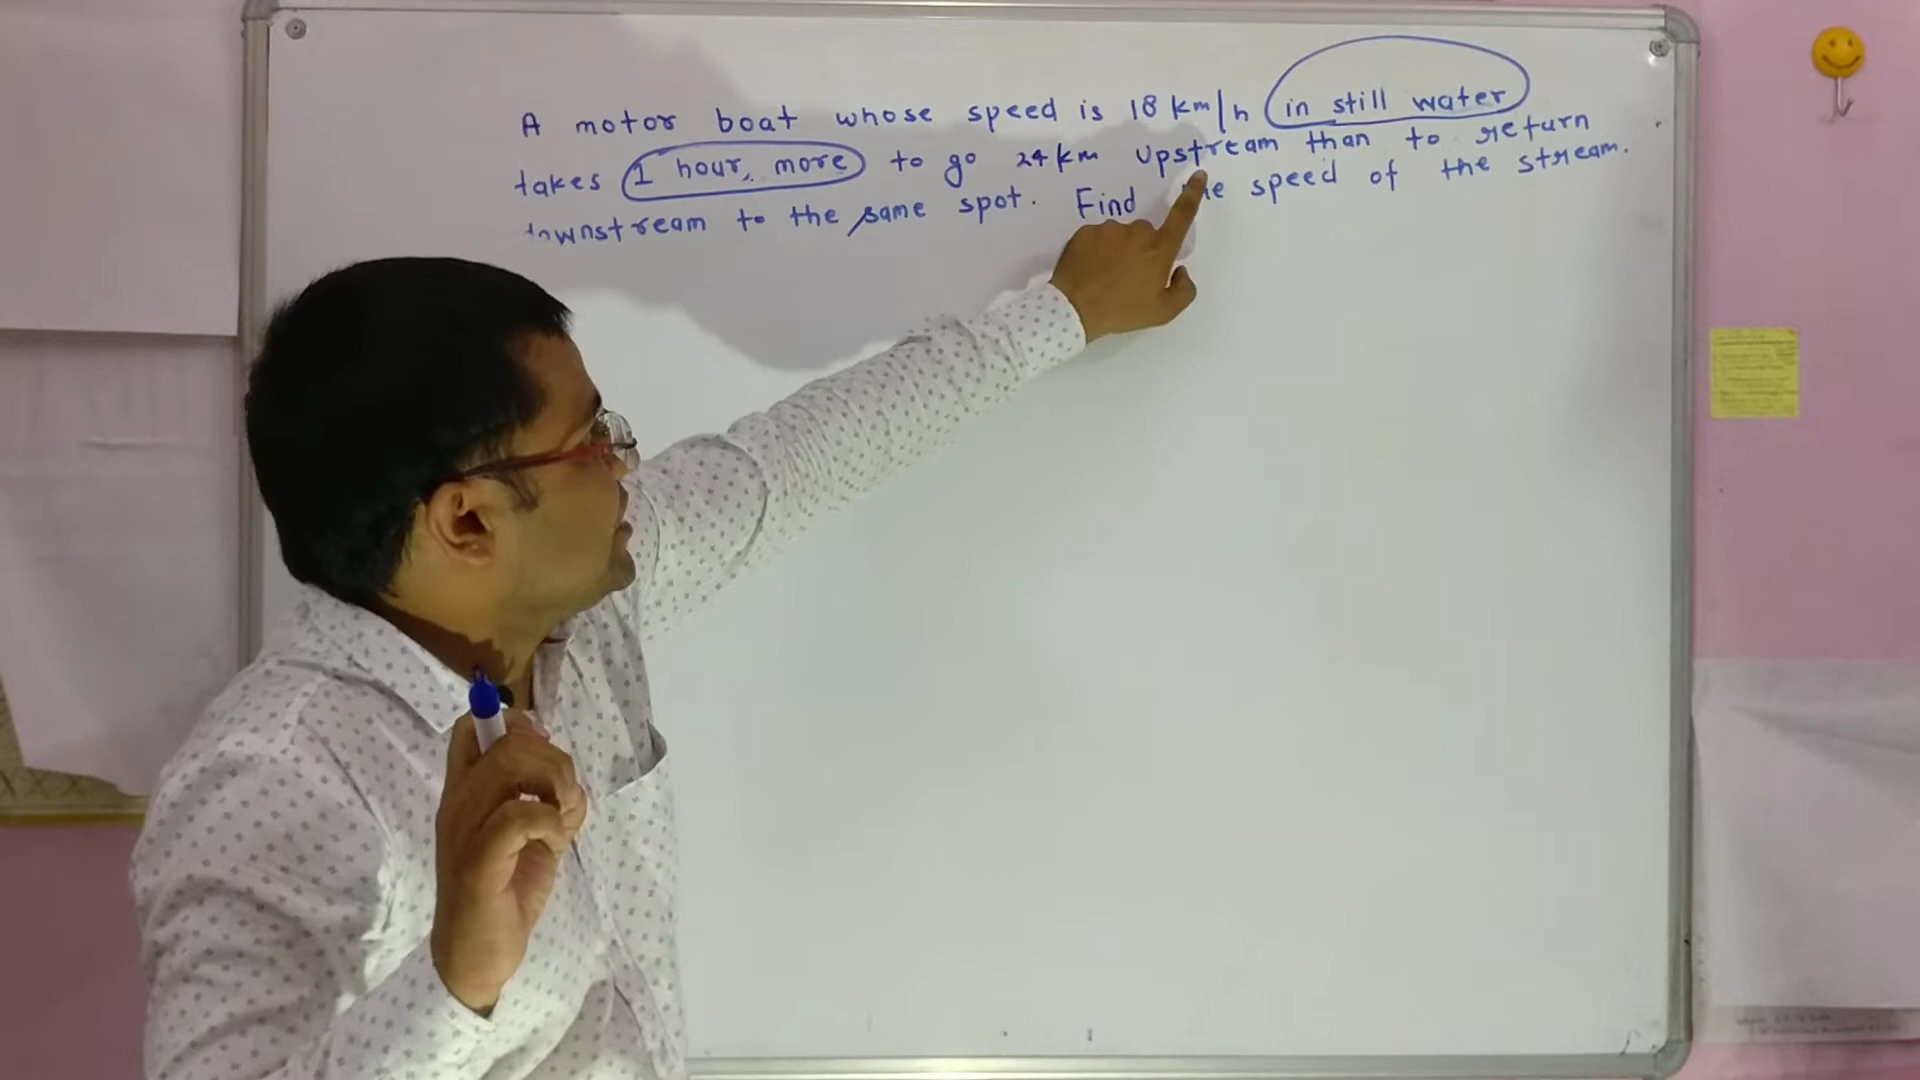 A motor boat whose speed is 18 km/h in still water
takes 1 hour, more to go 24 km upstream than to return
downstream to the same spot. Find the speed of the stream.